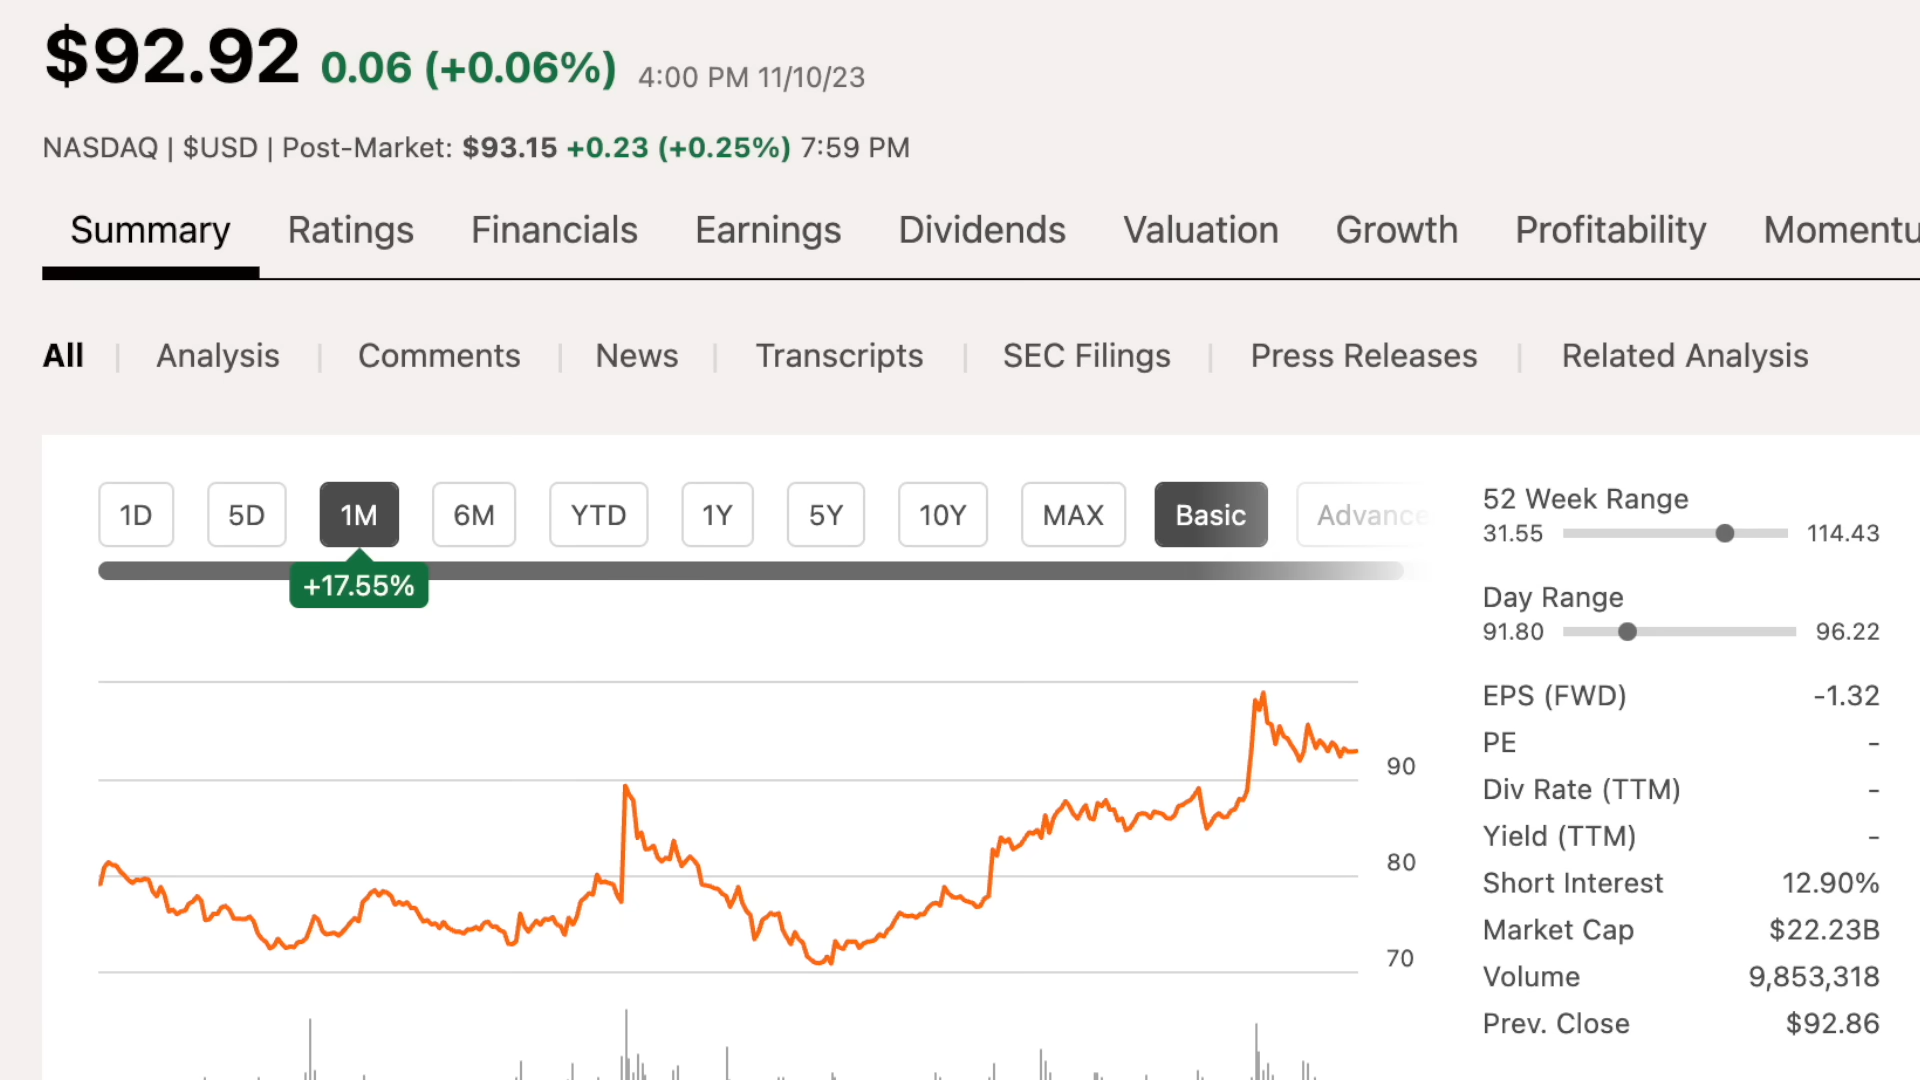 $92.92 0.06 (+0.06%) 4:00 PM 11/10/23
NASDAQ | $USD | Post-Market: $93.15 +0.23 (+0.25%) 7:59 PM
Summary Ratings Financials Earnings Dividends Valuation Growth Profitability Momentu
All | Analysis | Comments | News | Transcripts | SEC Filings | Press Releases | Related Analysis
1D 5D 1M 6M YTD 1Y 5Y 10Y MAX Basic Advance
+17.55%
90
80
70
52 Week Range
31.55 114.43
Day Range
91.80 96.22
EPS (FWD) -1.32
PE -
Div Rate (TTM) -
Yield (TTM) -
Short Interest 12.90%
Market Cap $22.23B
Volume 9,853,318
Prev. Close $92.86